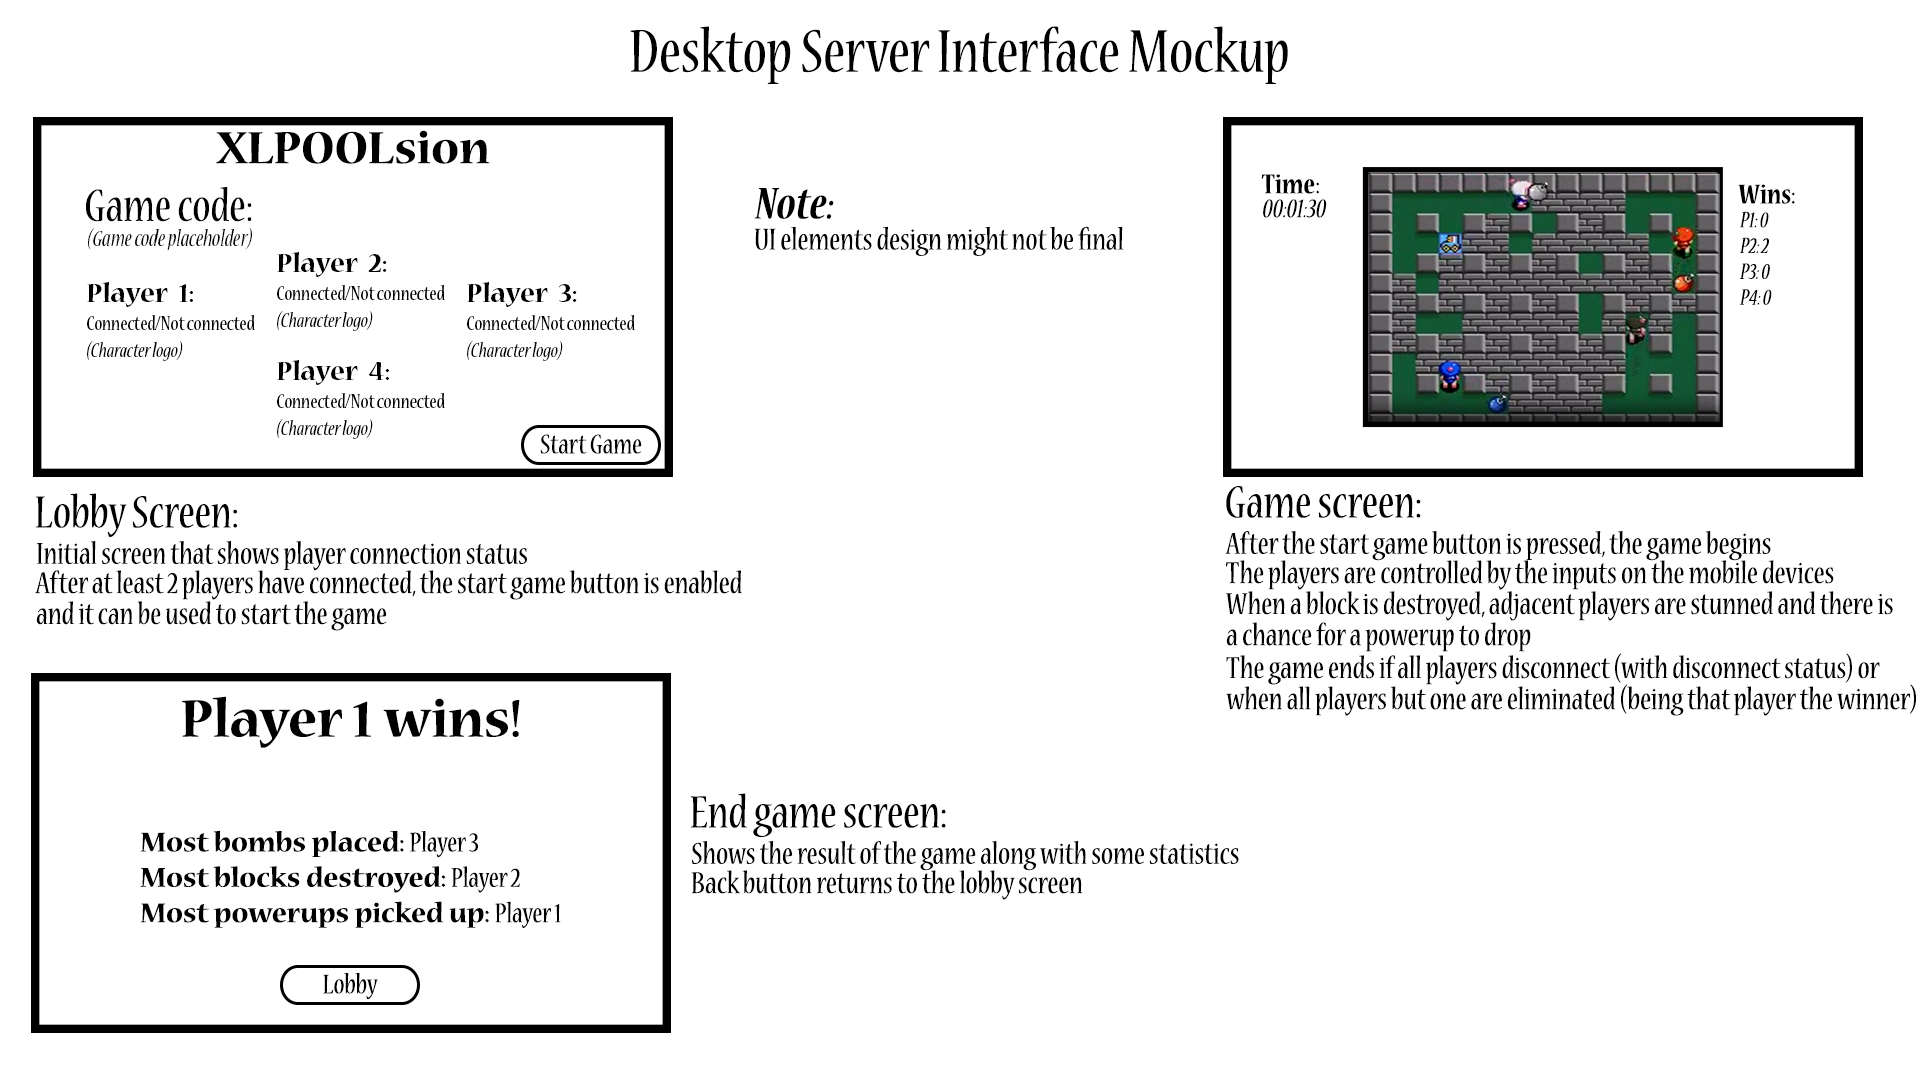 Desktop Server Interface Mockup
XLPOOLsion
Game code:
(Game code placeholder)
Player 1:
Connected/Not connected
(Character logo)
Player 2:
Connected/Not connected
(Character logo)
Player 3:
Connected/Not connected
(Character logo)
Player 4:
Connected/Not connected
(Character logo)
Start Game
Lobby Screen:
Initial screen that shows player connection status
After at least 2 players have connected, the start game button is enabled
and it can be used to start the game
Note:
UI elements design might not be final
Time:
00:01:30
Wins:
P1: 0
P2: 2
P3: 0
P4: 0
Game screen:
After the start game button is pressed, the game begins
The players are controlled by the inputs on the mobile devices
When a block is destroyed, adjacent players are stunned and there is
a chance for a powerup to drop
The game ends if all players disconnect (with disconnect status) or
when all players but one are eliminated (being that player the winner)
Player 1 wins!
Most bombs placed: Player 3
Most blocks destroyed: Player 2
Most powerups picked up: Player 1
Lobby
End game screen:
Shows the result of the game along with some statistics
Back button returns to the lobby screen